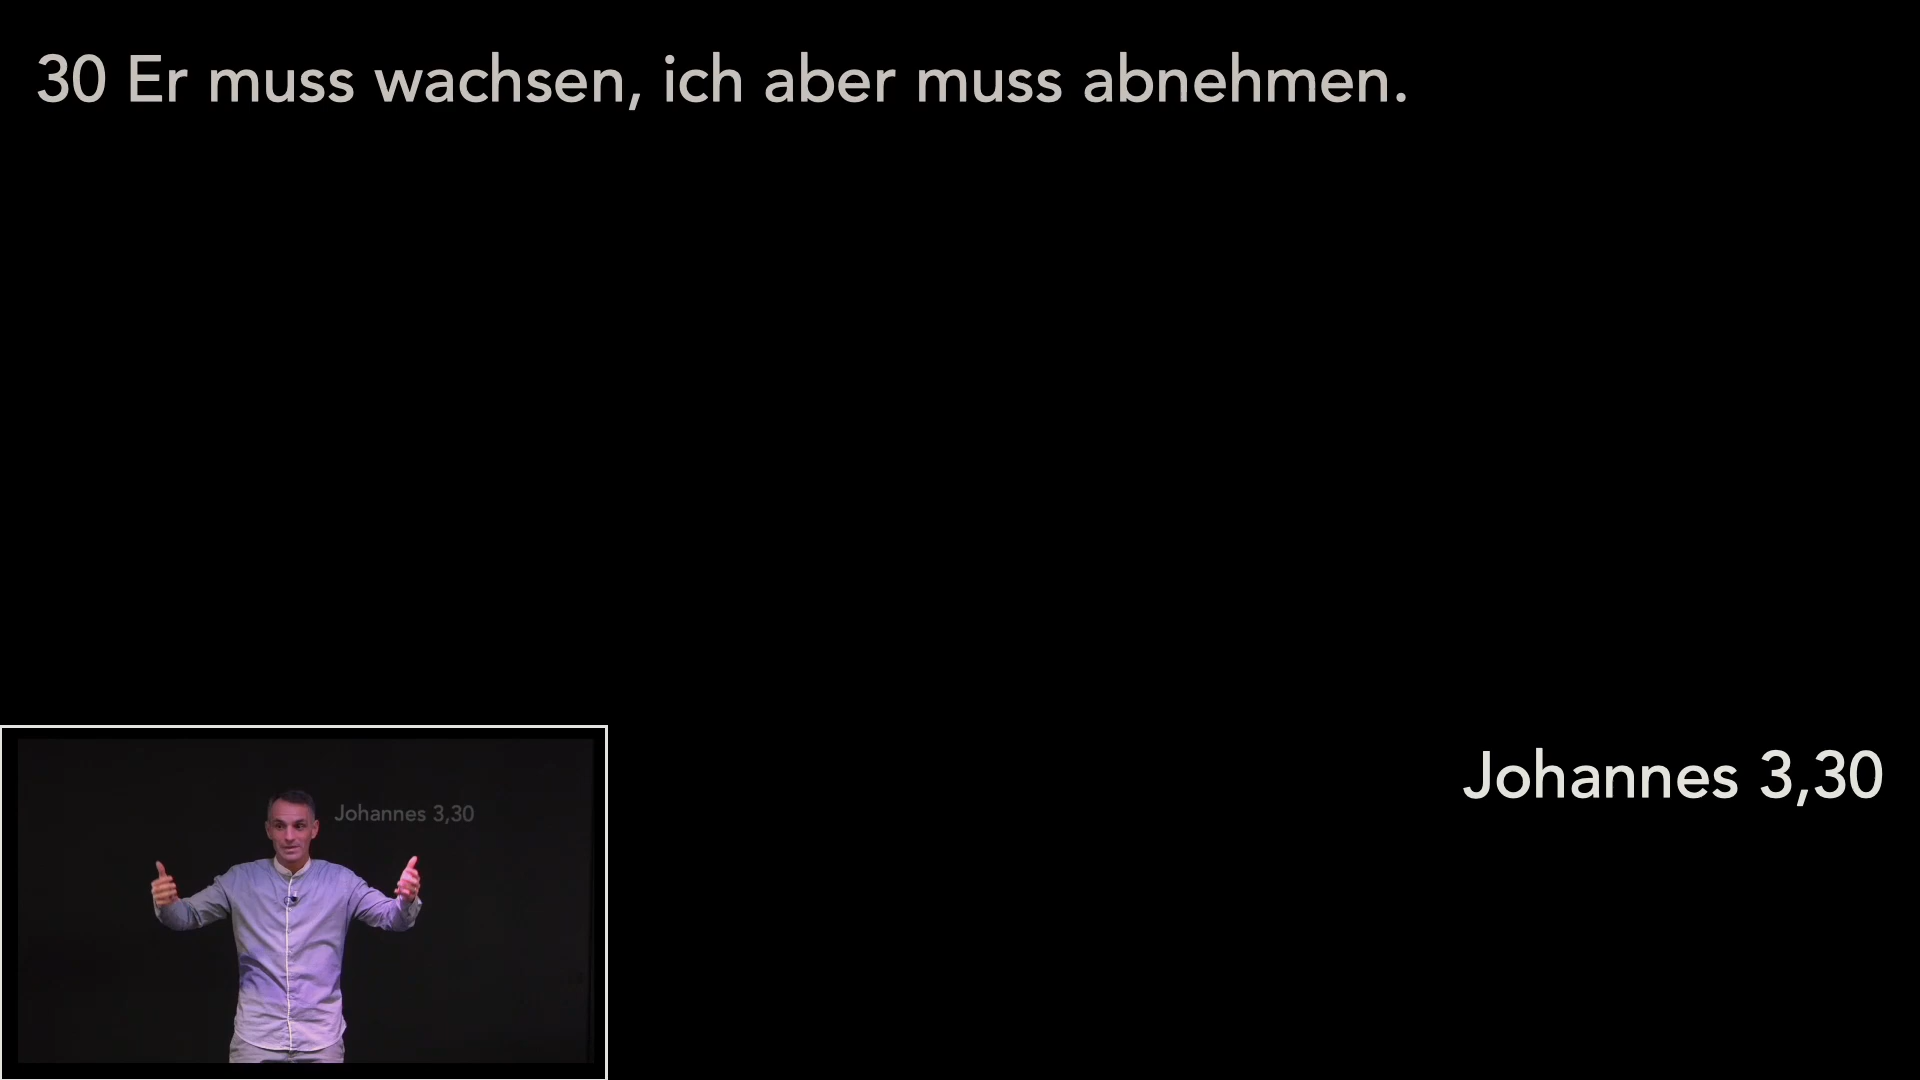 30 Er muss wachsen, ich aber muss abnehmen.
Johannes 3,30
Johannes 3,30